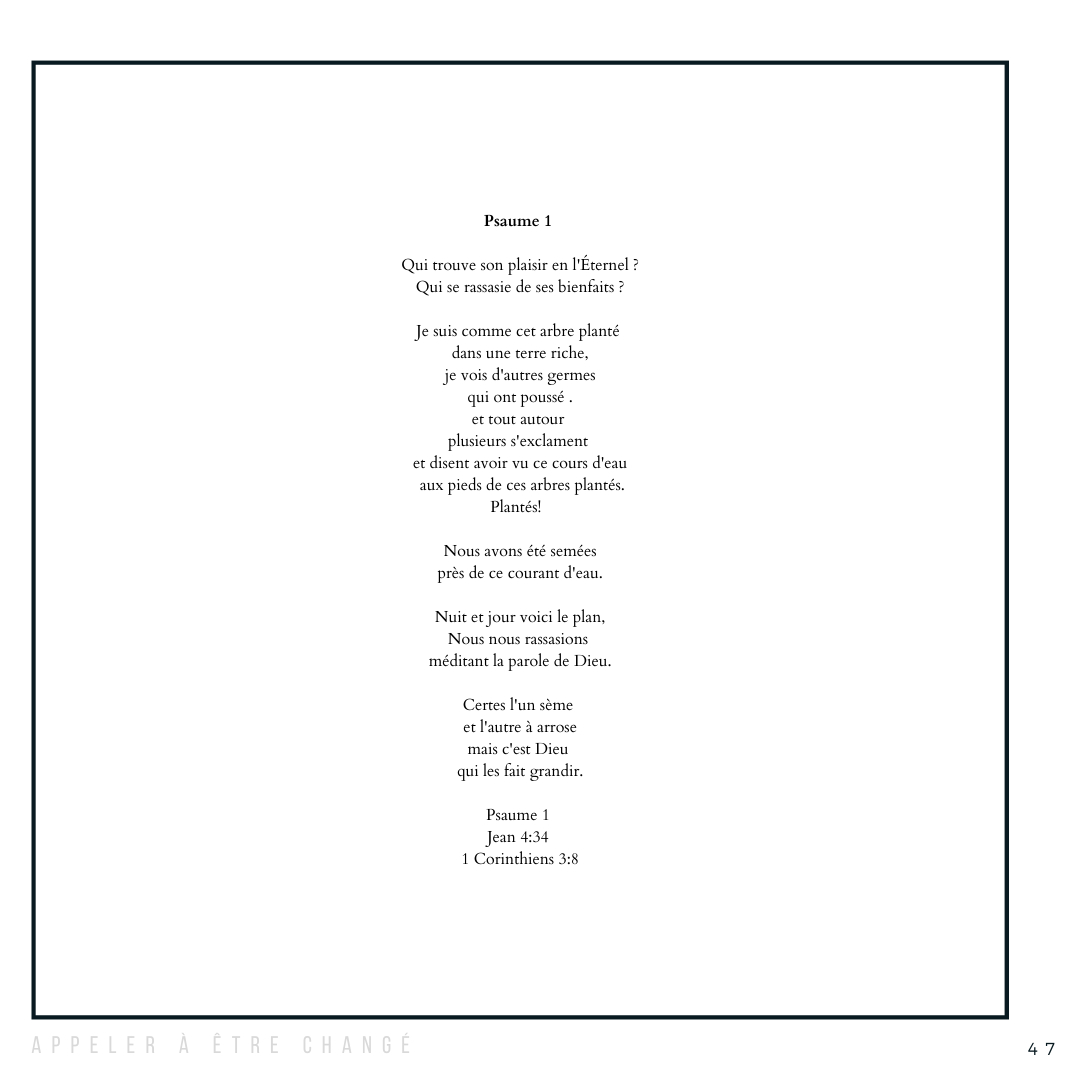 Psaume 1
Qui trouve son plaisir en l'Éternel ?
Qui se rassasie de ses bienfaits ?
Je suis comme cet arbre planté
dans une terre riche,
je vois d'autres germes
qui ont poussé .
et tout autour
plusieurs s'exclament
et disent avoir vu ce cours d'eau
aux pieds de ces arbres plantés.
Plantés!
Nous avons été semées
près de ce courant d'eau.
Nuit et jour voici le plan,
Nous nous rassasions
méditant la parole de Dieu.
Certes l'un sème
et l'autre à arrose
mais c'est Dieu
qui les fait grandir.
Psaume 1
Jean 4:34
1 Corinthiens 3:8
APPELER À ÊTRE CHANGÉ
47